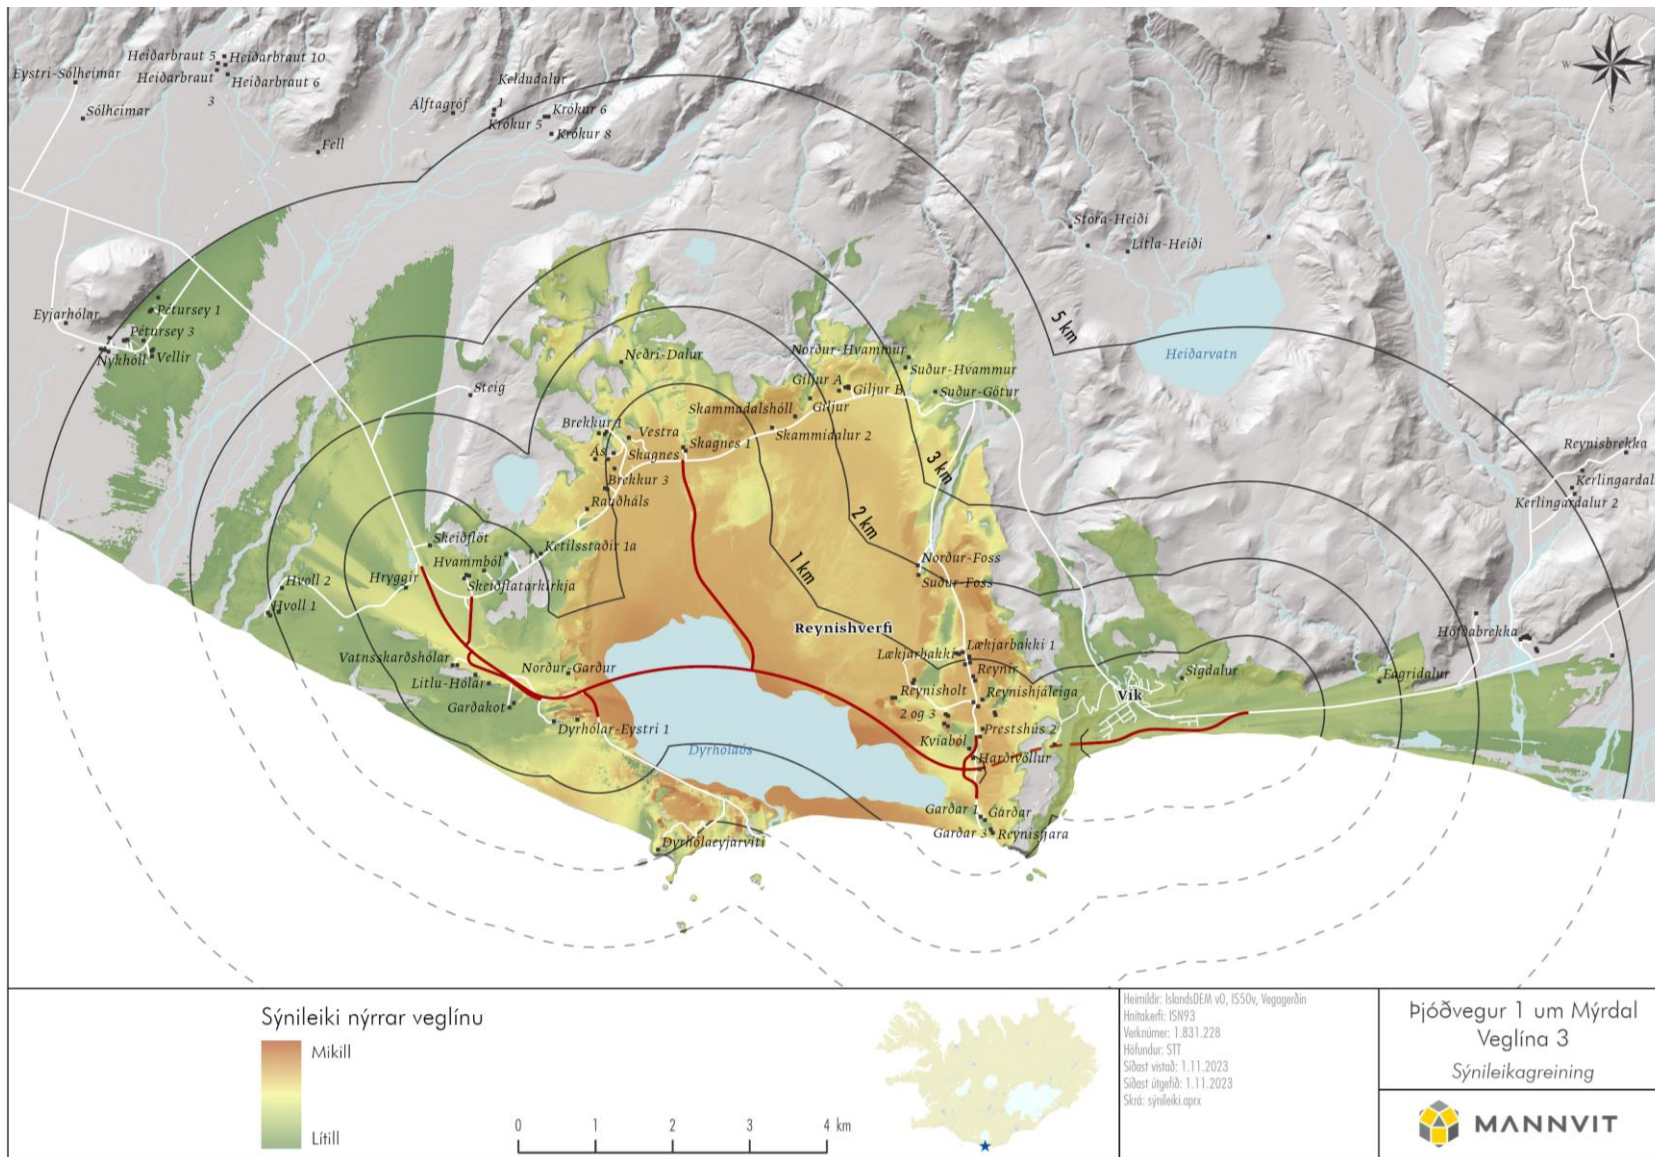 Heiðarbraut 5
Heiðarbraut 10
Eystri-Sólheimar
Heiðarbraut
3
Heiðarbraut 6
Sólheimar
Keldudalur
1
Álftagróf
Krókur 6
Krókur 5
Krókur 8
Fell
N
W
S
Stóra-Heiði
Litla-Heiði
5 km
Heiðarvatn
Pétursey 1
Eyjarhólar
Pétursey 3
Nykhóll
Vellir
Neðri-Dalur
Norður-Hvammur
Suður-Hvammur
Giljur A
Giljur B
Suður-Götur
Steig
Giljur
Skammadalshóll
Skammidalur 2
Brekkur 1
Vestra
Ás
Skagnes
Skagnes 1
3 km
Brekkur 3
Rauðháls
2 km
Reynisbrekka
Kerlingardal
Kerlingardalur 2
Skeiðflöt
Ketilsstaðir 1a
Hvammból
Hryggir
Skeiðflatarkirkja
1 km
Norður-Foss
Suður-Foss
Hvoll 2
Hvoll 1
Reynishverfi
Höfðabrekka
Lækjarbakki 1
Lækjarbakki
Vatnsskarðshólar
Norður-Garður
Reynir
Litlu-Hólar
Reynisholt
Reynishjáleiga
Sigdalur
Fagridalur
Vík
Garðakot
2 og 3
Dyrhólar-Eystri 1
Prestshús 2
Kvíaból
Dyrhólaós
Harðivöllur
Garðar 1
Garðar
Garðar 3
Reynisfjara
Dyrhólaeyjarviti
Sýnileiki nýrrar veglínu
Mikill
Lítill
0 1 2 3 4 km
Heimildir: IslandsDEM v0, IS50v, Vegagerðin
Hnitakerfi: ISN93
Verknúmer: 1.831.228
Höfundur: STT
Síðast vistað: 1.11.2023
Síðast útgefið: 1.11.2023
Skrá: sýnileiki.aprx
Þjóðvegur 1 um Mýrdal
Veglína 3
Sýnileikagreining
MANNVIT